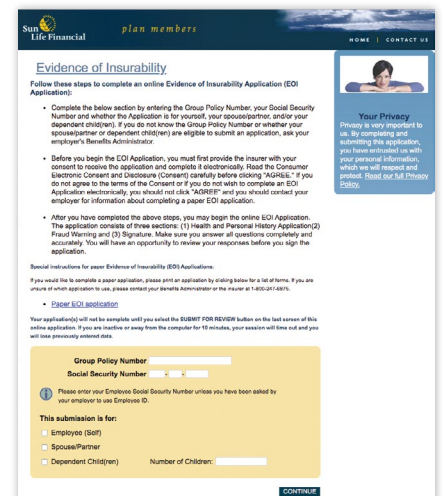 Sun
Life Financial
plan members
HOME | CONTACT US
Evidence of Insurability
Follow these steps to complete an online Evidence of Insurability Application (EOI
Application):
• Complete the below section by entering the Group Policy Number, your Social Security
Number and whether the Application is for yourself, your spouse/partner, and/or your
dependent child(ren). If you do not know the Group Policy Number or whether your
spouse/partner or dependent child(ren) are eligible to submit an application, ask your
employer's Benefits Administrator.
• Before you begin the EOI Application, you must first provide the insurer with your
consent to receive the application and complete it electronically. Read the Consumer
Electronic Consent and Disclosure (Consent) carefully before clicking "AGREE." If you
do not agree to the terms of the Consent or if you do not wish to complete an EOI
Application electronically, you should not click "AGREE" and you should contact your
employer for information about completing a paper EOI application.
• After you have completed the above steps, you may begin the online EOI Application.
The application consists of three sections: (1) Health and Personal History Application(2)
Fraud Warning and (3) Signature. Make sure you answer all questions completely and
accurately. You will have an opportunity to review your responses before you sign the
application.
Special instructions for paper Evidence of Insurability (EOI) Applications:
If you would like to complete a paper application, please print an application by clicking below for a list of forms. If you are
unsure of which application to use, please contact your Benefits Administrator or the insurer at 1-800-247-6875.
• Paper EOI application
Your application(s) will not be complete until you select the SUBMIT FOR REVIEW button on the last screen of this
online application. If you are inactive or away from the computer for 10 minutes, your session will time out and you
will lose previously entered data.
Group Policy Number
Social Security Number - -
Please enter your Employee Social Security Number unless you have been asked by
your employer to use Employee ID.
This submission is for:
Employee (Self)
Spouse/Partner
Dependent Child(ren) Number of Children:
CONTINUE
Your Privacy
Privacy is very important to
us. By completing and
submitting this application,
you have entrusted us with
your personal information,
which we will respect and
protect. Read our full Privacy
Policy.